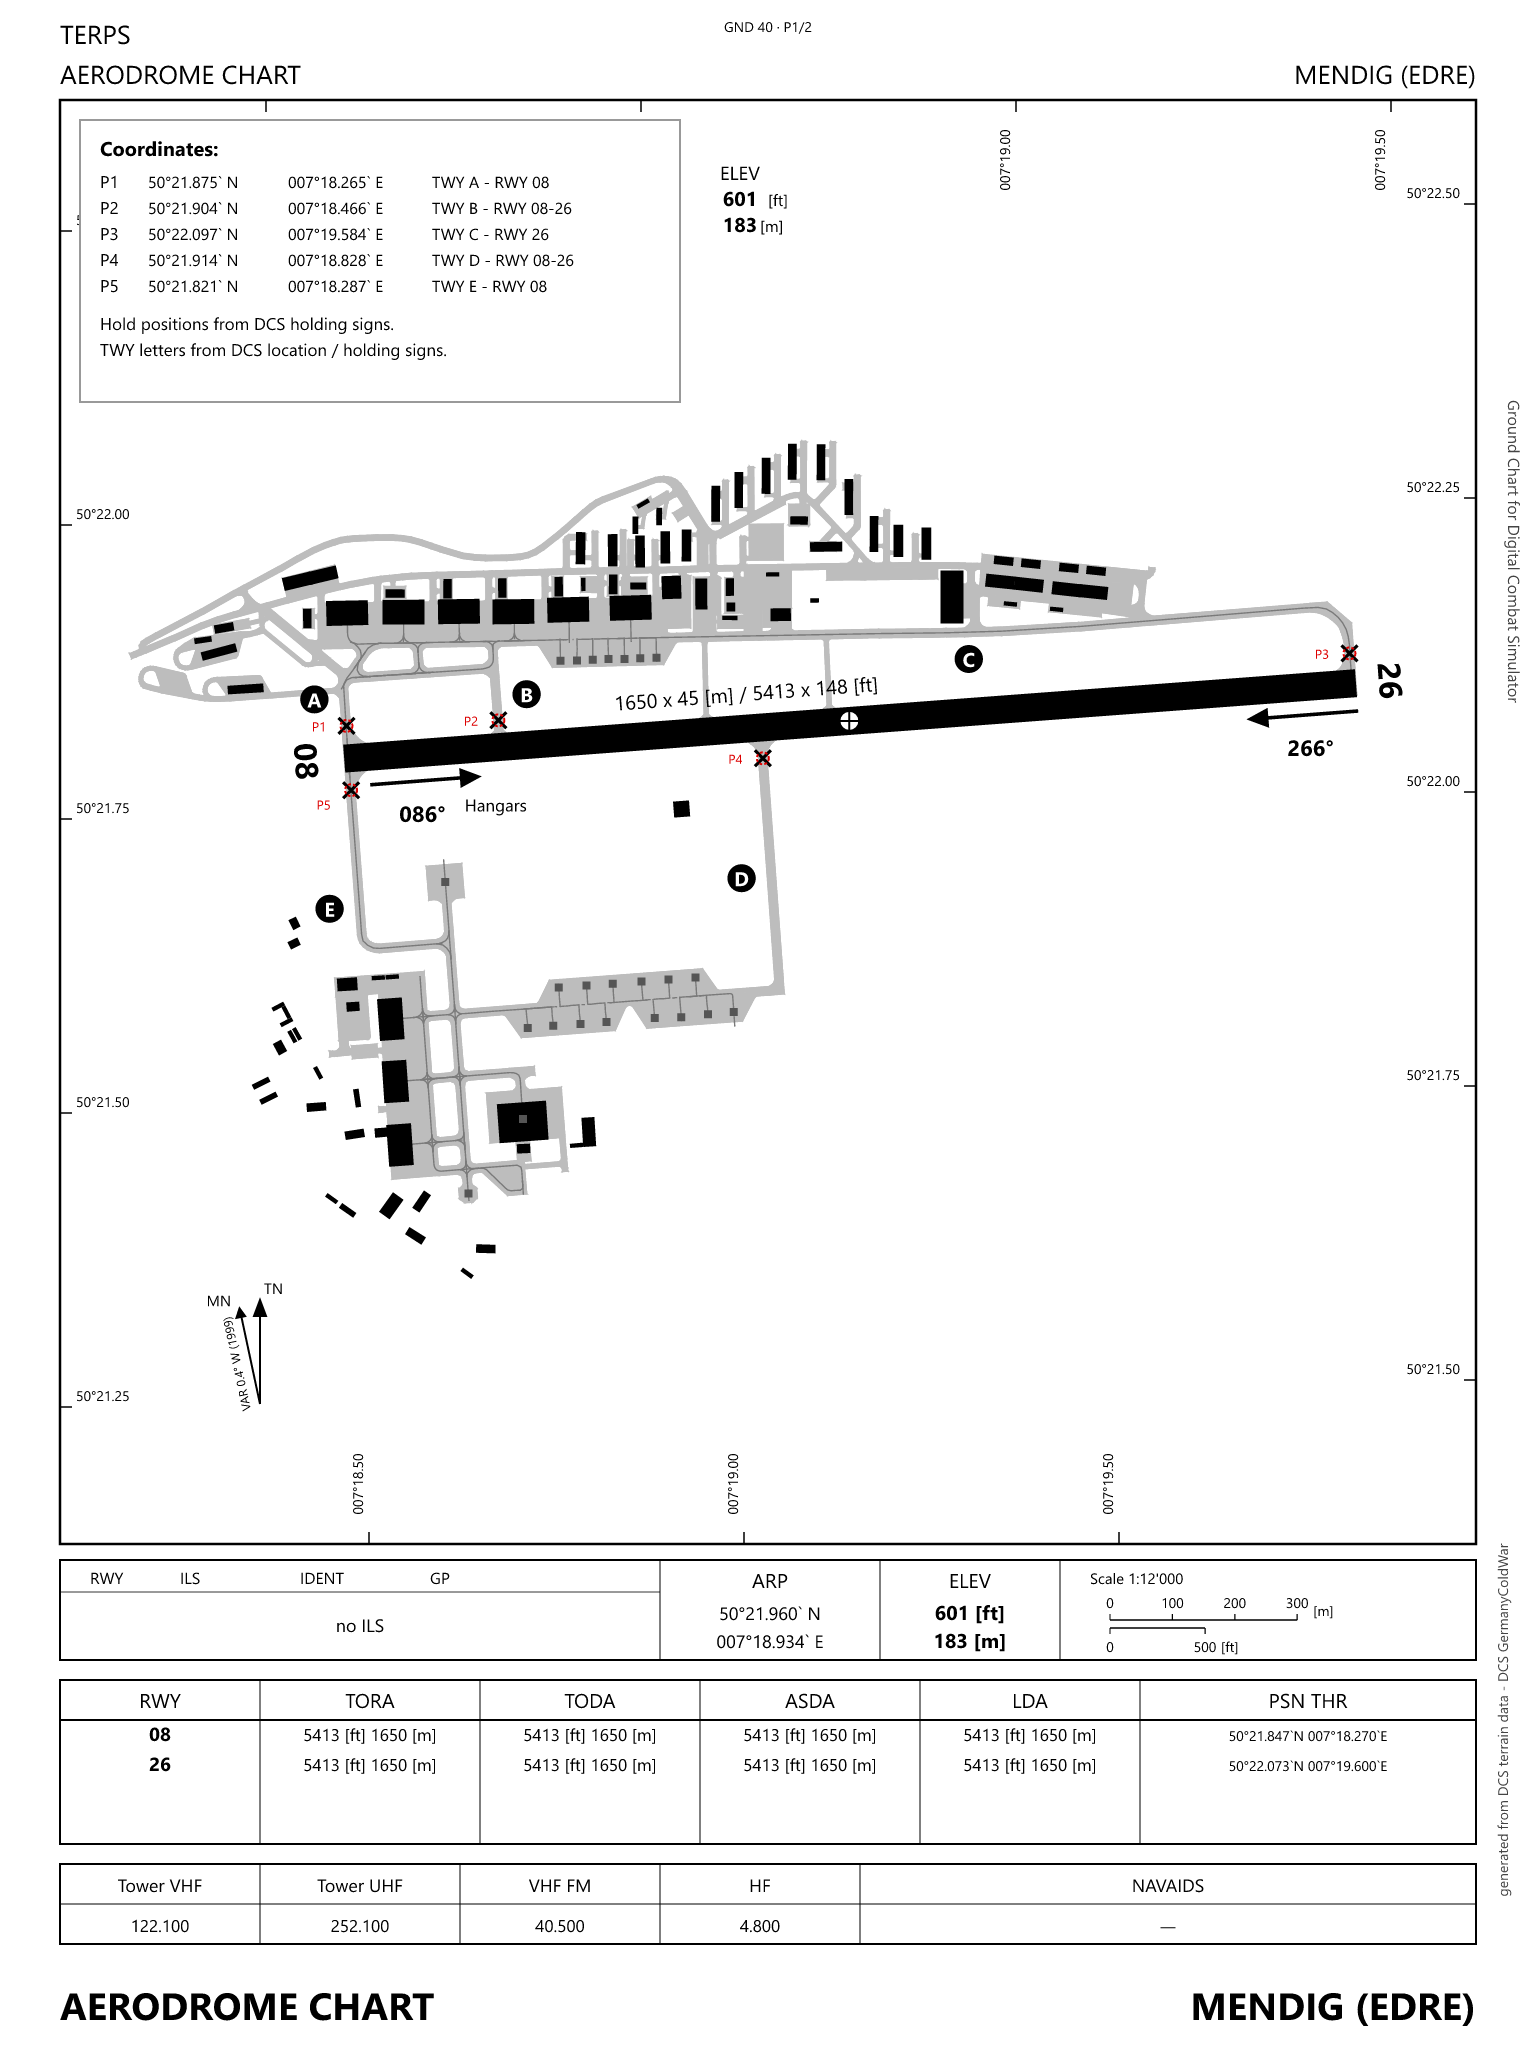 GND 40 · P1/2
TERPS
AERODROME CHART
MENDIG (EDRE)
Coordinates:
P1 50°21.875` N 007°18.265` E TWY A - RWY 08
P2 50°21.904` N 007°18.466` E TWY B - RWY 08-26
P3 50°22.097` N 007°19.584` E TWY C - RWY 26
P4 50°21.914` N 007°18.828` E TWY D - RWY 08-26
P5 50°21.821` N 007°18.287` E TWY E - RWY 08
Hold positions from DCS holding signs.
TWY letters from DCS location / holding signs.
ELEV
601 [ft]
183 [m]
007°19.00
007°19.50
50°22.50
50°22.25
50°22.00
50°22.00
50°21.75
50°21.75
50°21.50
50°21.50
50°21.25
A
B
C
D
E
P1
P2
P3
P4
P5
1650 x 45 [m] / 5413 x 148 [ft]
08
26
086°
266°
Hangars
MN
TN
VAR 0.4° W (1999)
007°18.50
007°19.00
007°19.50
Ground Chart for Digital Combat Simulator
RWY ILS IDENT GP
no ILS
ARP
50°21.960` N
007°18.934` E
ELEV
601 [ft]
183 [m]
Scale 1:12'000
0 100 200 300 [m]
0 500 [ft]
RWY TORA TODA ASDA LDA PSN THR
08 5413 [ft] 1650 [m] 5413 [ft] 1650 [m] 5413 [ft] 1650 [m] 5413 [ft] 1650 [m] 50°21.847`N 007°18.270`E
26 5413 [ft] 1650 [m] 5413 [ft] 1650 [m] 5413 [ft] 1650 [m] 5413 [ft] 1650 [m] 50°22.073`N 007°19.600`E
Tower VHF Tower UHF VHF FM HF NAVAIDS
122.100 252.100 40.500 4.800 —
generated from DCS terrain data - DCS GermanyColdWar
AERODROME CHART
MENDIG (EDRE)